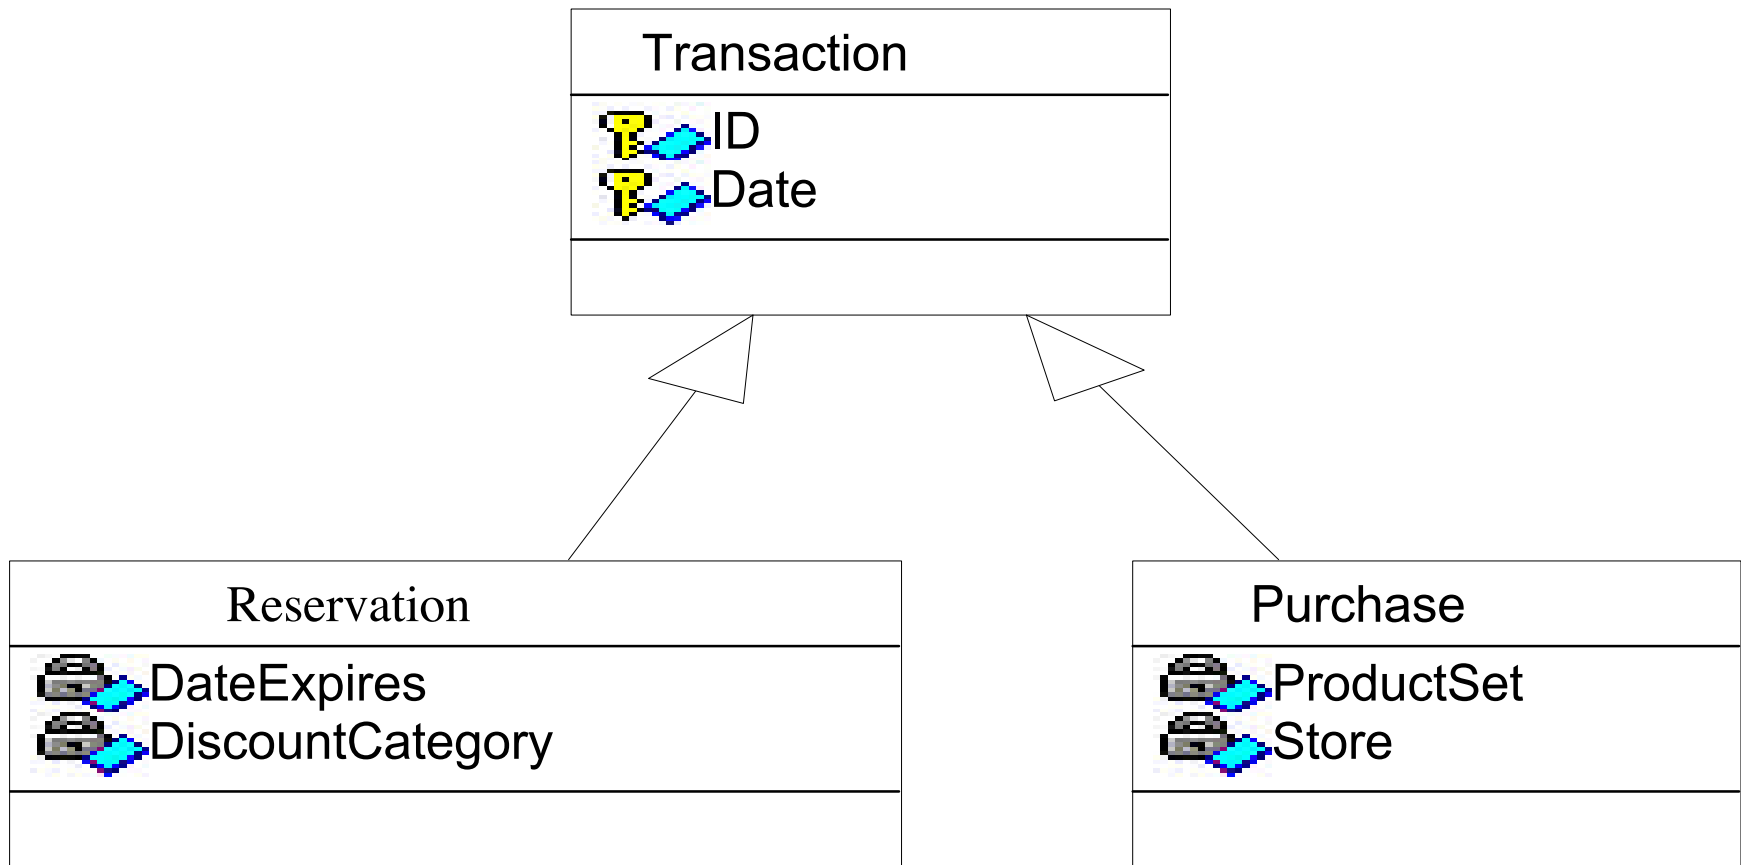 Transaction
ID
Date
Reservation
DateExpires
DiscountCategory
Purchase
ProductSet
Store